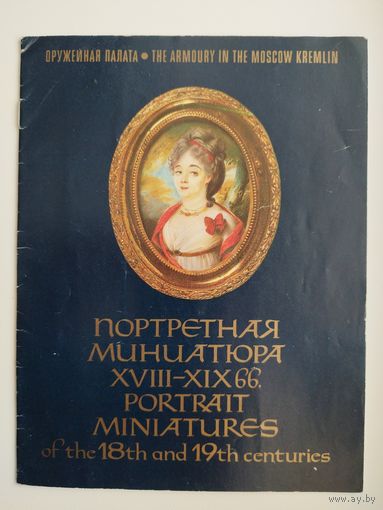 ОРУЖЕЙНАЯ ПАЛАТА • THE ARMOURY IN THE MOSCOW KREMLIN
ПОРТРЕТНАЯ
МИНИАТЮРА
XVIII–XIX вв.
PORTRAIT
MINIATURES
of the 18th and 19th centuries
https://www.ay.by/